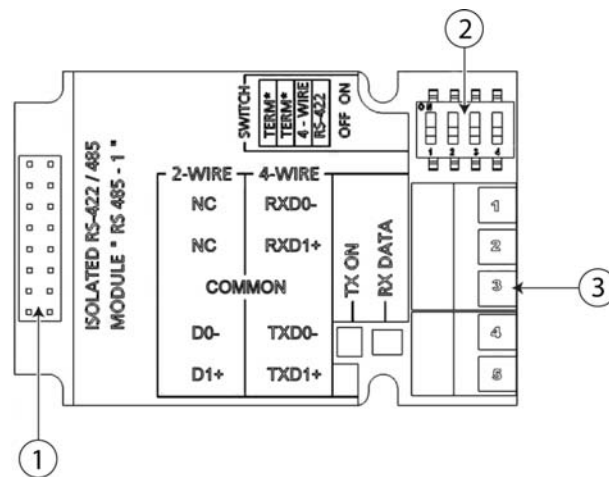 2
SWITCH
TERM*
TERM*
4 - WIRE
RS-422
OFF ON
ON
1 2 3 4
ISOLATED RS-422 / 485
MODULE " RS 485 - 1 "
2-WIRE 4-WIRE
NC RXD0-
NC RXD1+
COMMON
D0- TXD0-
D1+ TXD1+
TX ON
RX DATA
1
2
3
4
5
3
1